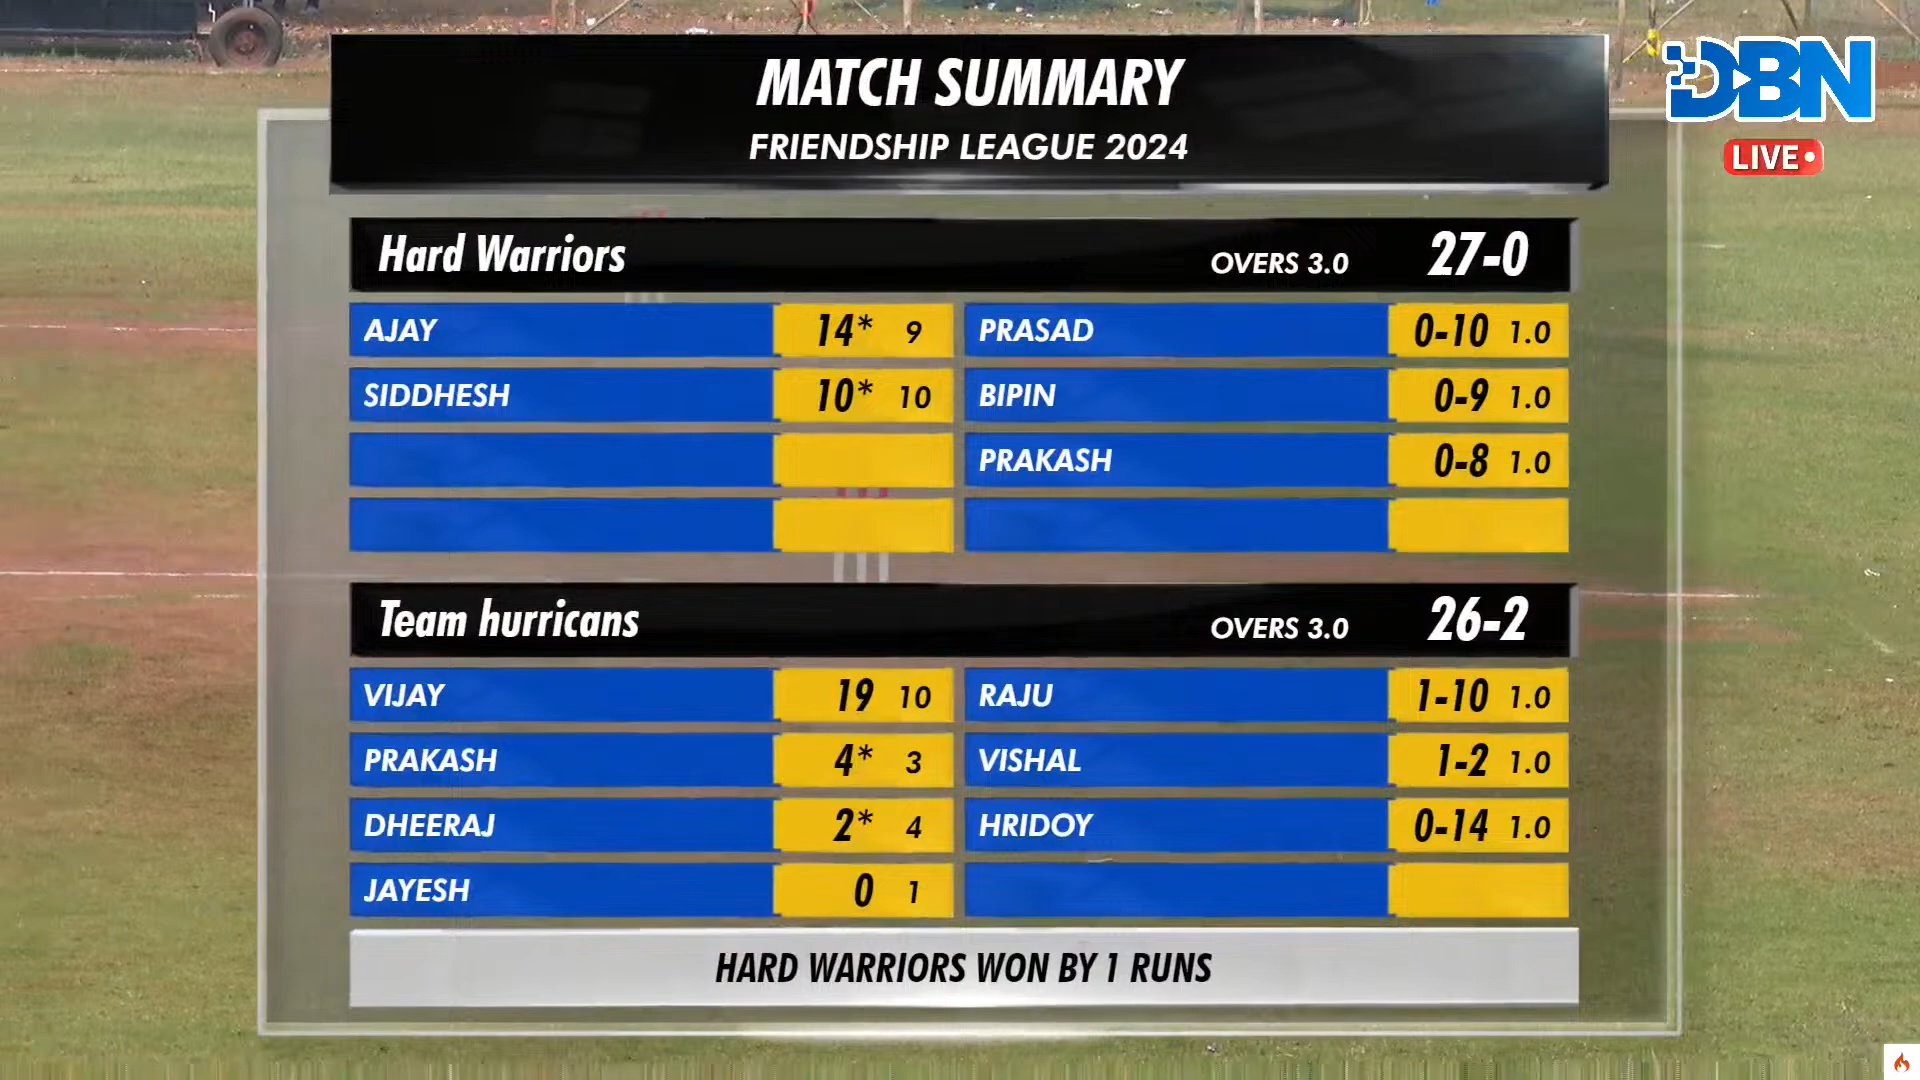 MATCH SUMMARY
FRIENDSHIP LEAGUE 2024
DBN
LIVE
Hard Warriors OVERS 3.0 27-0
AJAY 14* 9 PRASAD 0-10 1.0
SIDDHESH 10* 10 BIPIN 0-9 1.0
PRAKASH 0-8 1.0
Team hurricans OVERS 3.0 26-2
VIJAY 19 10 RAJU 1-10 1.0
PRAKASH 4* 3 VISHAL 1-2 1.0
DHEERAJ 2* 4 HRIDOY 0-14 1.0
JAYESH 0 1
HARD WARRIORS WON BY 1 RUNS